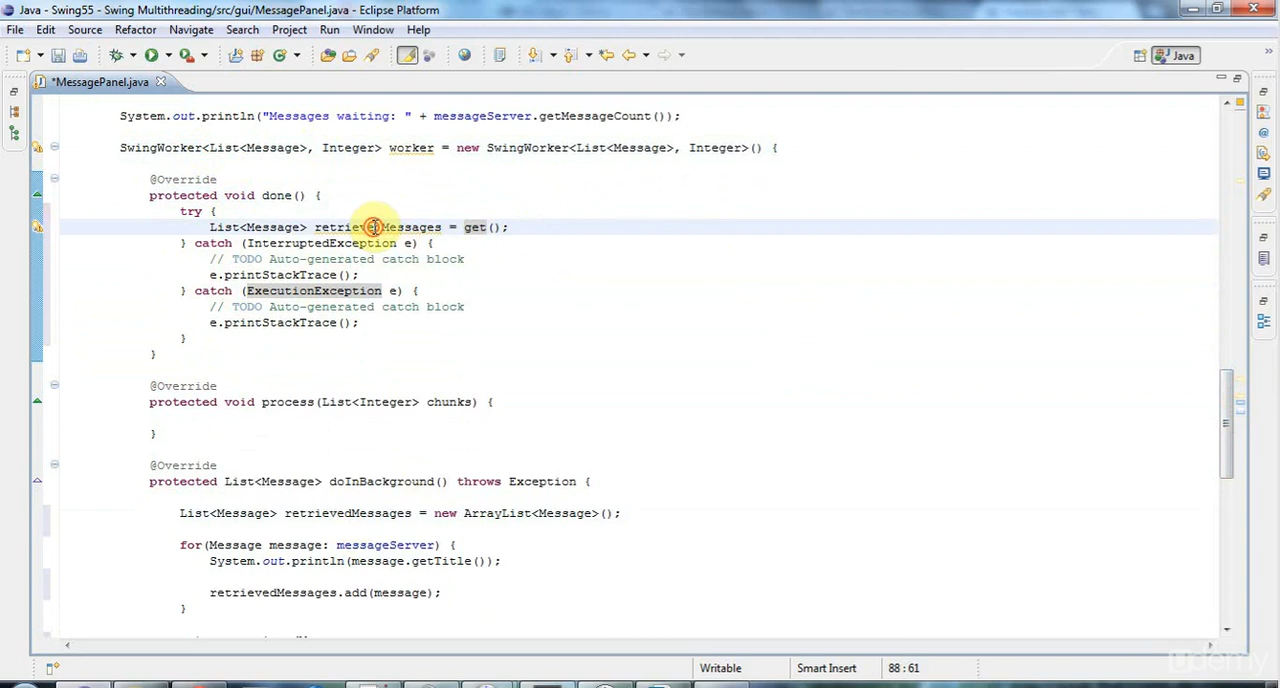 Java - Swing55 - Swing Multithreading/src/gui/MessagePanel.java - Eclipse Platform
File Edit Source Refactor Navigate Search Project Run Window Help
Java
*MessagePanel.java
System.out.println("Messages waiting: " + messageServer.getMessageCount());
SwingWorker<List<Message>, Integer> worker = new SwingWorker<List<Message>, Integer>() {
@Override
protected void done() {
try {
List<Message> retrievedMessages = get();
} catch (InterruptedException e) {
// TODO Auto-generated catch block
e.printStackTrace();
} catch (ExecutionException e) {
// TODO Auto-generated catch block
e.printStackTrace();
}
}
@Override
protected void process(List<Integer> chunks) {
}
@Override
protected List<Message> doInBackground() throws Exception {
List<Message> retrievedMessages = new ArrayList<Message>();
for(Message message: messageServer) {
System.out.println(message.getTitle());
retrievedMessages.add(message);
}
Writable Smart Insert 88 : 61
udemy